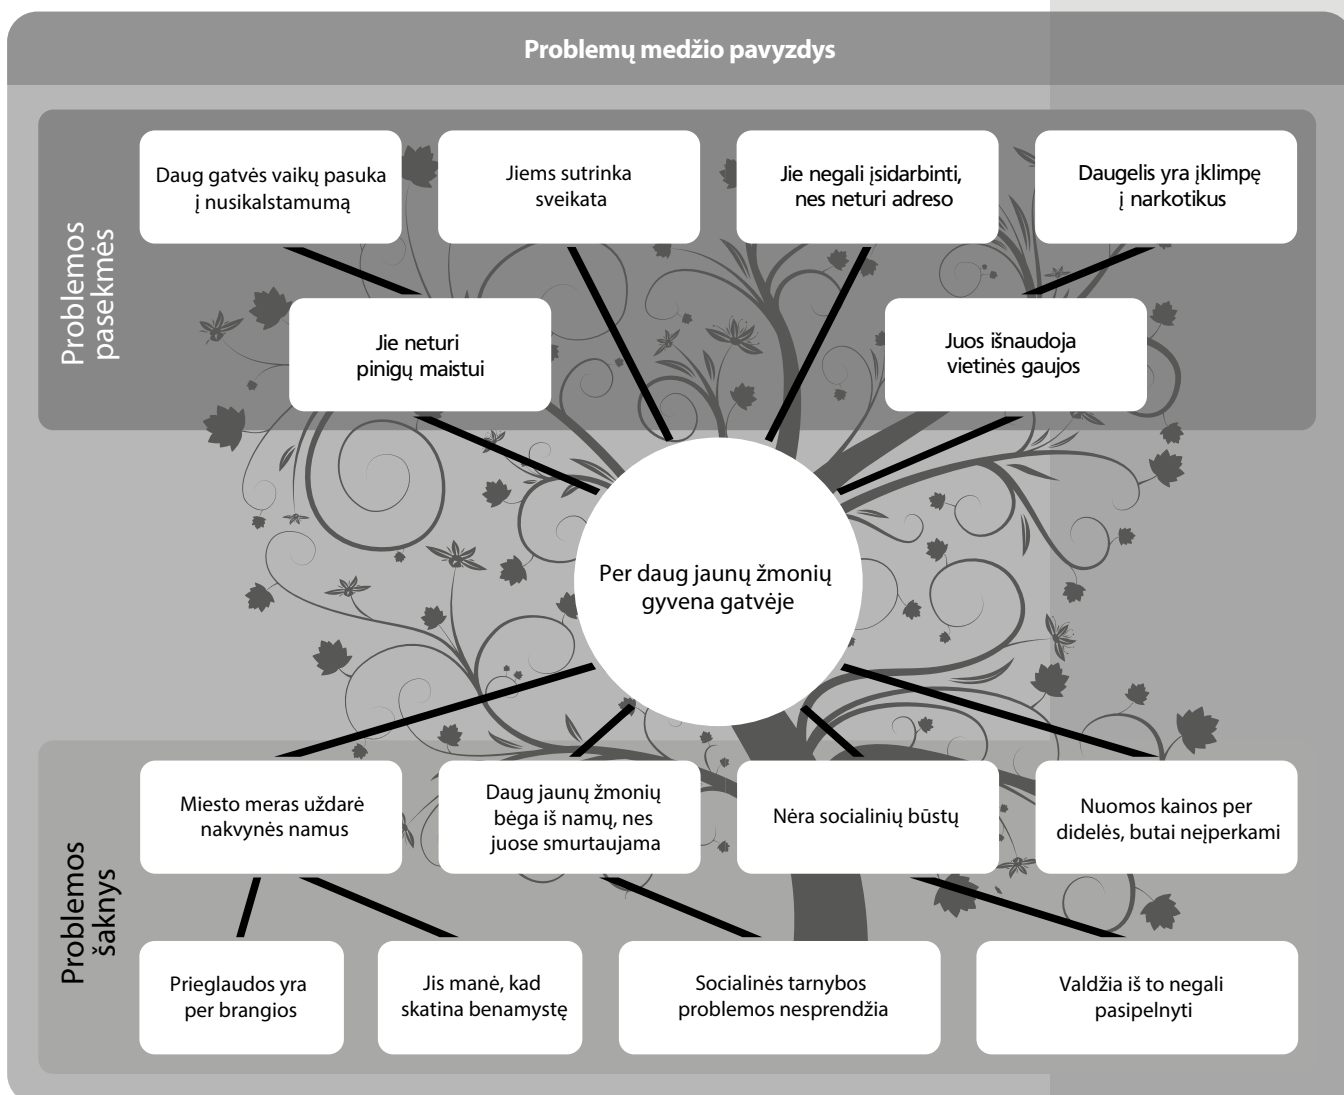 Problemų medžio pavyzdys
Problemos
pasekmės
Daug gatvės vaikų pasuka
į nusikalstamumą
Jiems sutrinka
sveikata
Jie negali įsidarbinti,
nes neturi adreso
Daugelis yra įklimpę
į narkotikus
Jie neturi
pinigų maistui
Juos išnaudoja
vietinės gaujos
Per daug jaunų žmonių
gyvena gatvėje
Problemos
šaknys
Miesto meras uždarė
nakvynės namus
Daug jaunų žmonių
bėga iš namų, nes
juose smurtaujama
Nėra socialinių būstų
Nuomos kainos per
didelės, butai neįperkami
Prieglaudos yra
per brangios
Jis manė, kad
skatina benamystę
Socialinės tarnybos
problemos nesprendžia
Valdžia iš to negali
pasipelnyti